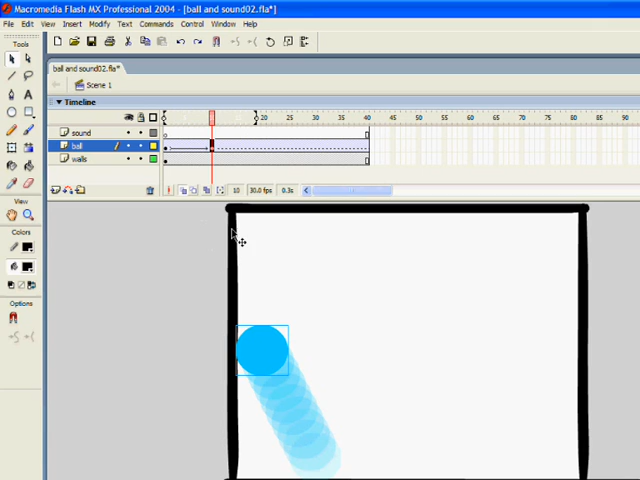 Macromedia Flash MX Professional 2004 - [ball and sound02.fla*]
File Edit View Insert Modify Text Commands Control Window Help
Tools
ball and sound02.fla*
Scene 1
Timeline
20 25 30 35 40 45 50 55 60 65 70 75 80 85 90
sound
ball
walls
10 30.0 fps 0.3s
View
Colors
Options